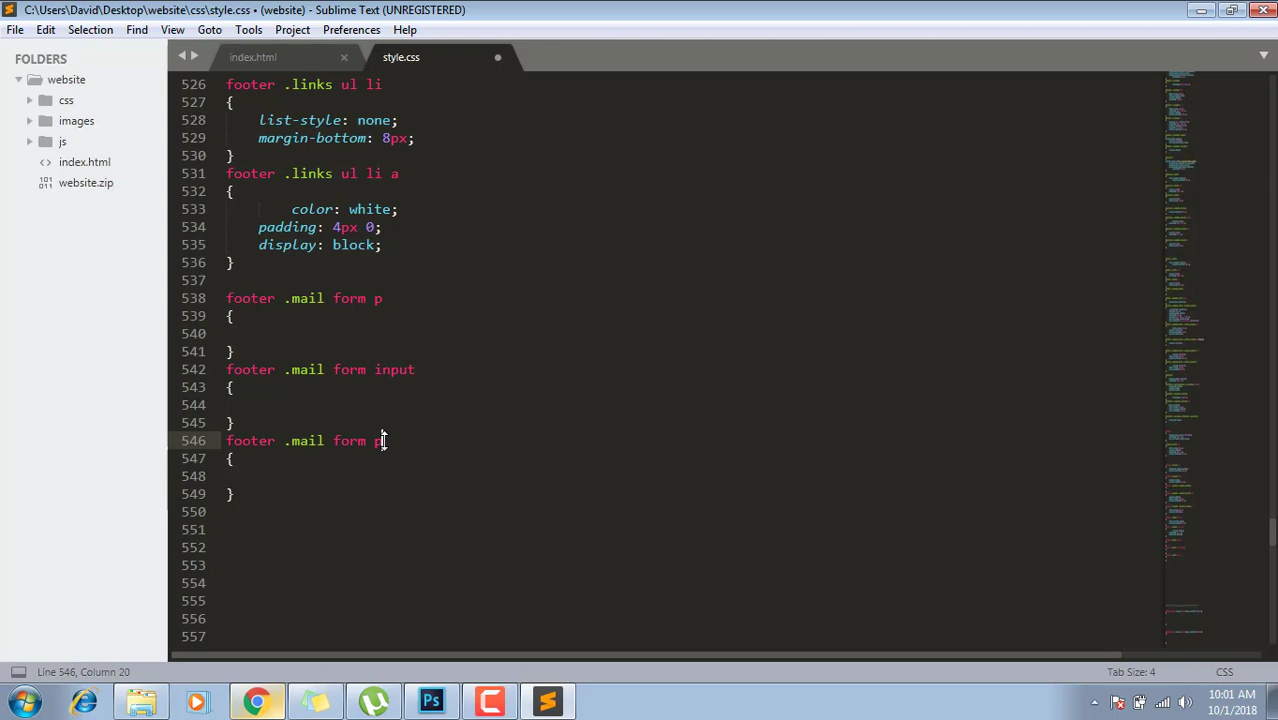 C:\Users\David\Desktop\website\css\style.css • (website) - Sublime Text (UNREGISTERED)
File Edit Selection Find View Goto Tools Project Preferences Help
FOLDERS
website
css
images
js
index.html
website.zip
index.html
style.css
526 footer .links ul li
527 {
528 list-style: none;
529 margin-bottom: 8px;
530 }
531 footer .links ul li a
532 {
533 color: white;
534 padding: 4px 0;
535 display: block;
536 }
537
538 footer .mail form p
539 {
540
541 }
542 footer .mail form input
543 {
544
545 }
546 footer .mail form p
547 {
548
549 }
550
551
552
553
554
555
556
557
Line 546, Column 20
Tab Size: 4
CSS
Ps
10:01 AM
10/1/2018